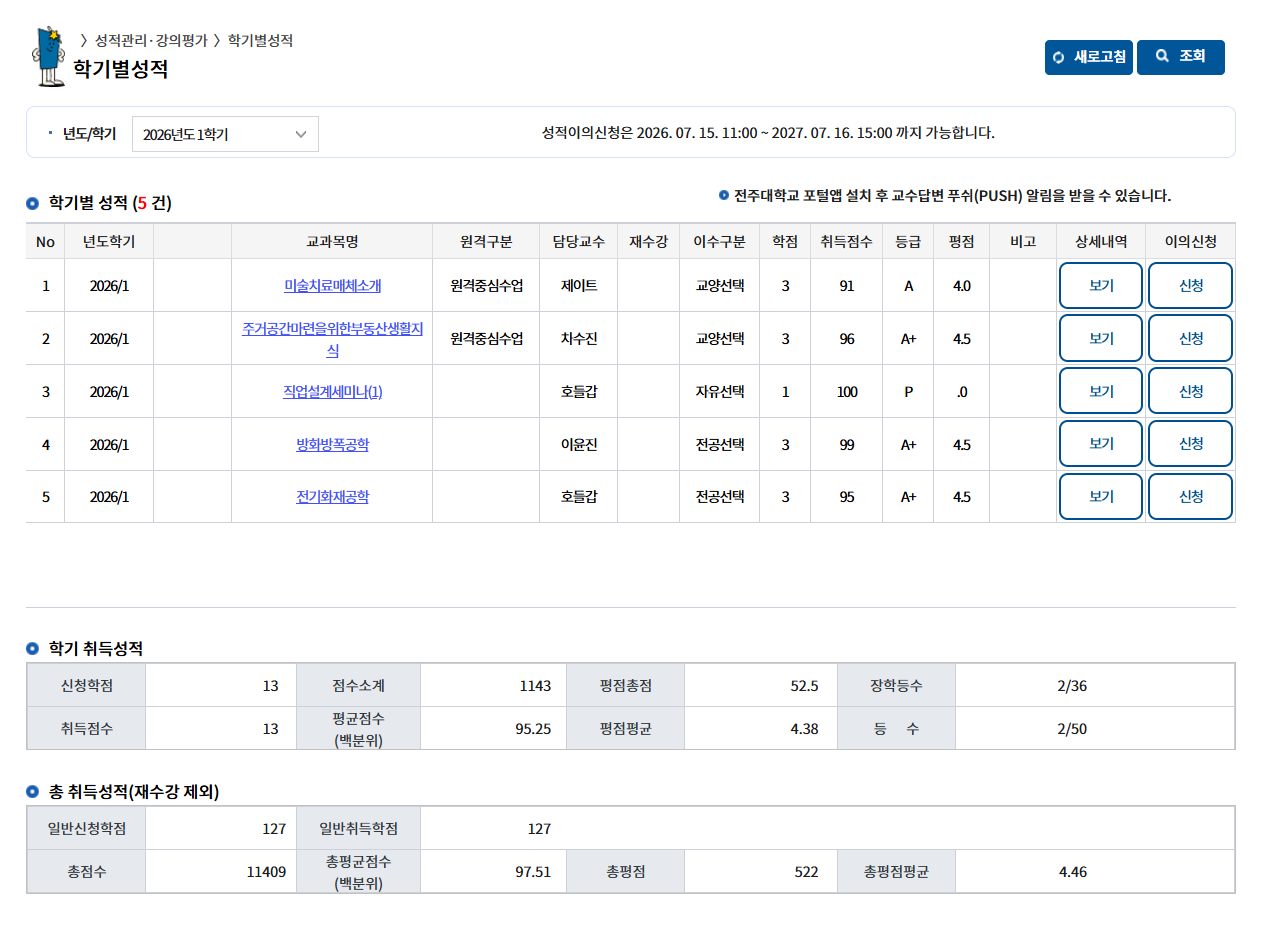 〉 성적관리·강의평가 〉 학기별성적
학기별성적
새로고침
조회
년도/학기
2026년도 1학기
성적이의신청은 2026. 07. 15. 11:00 ~ 2027. 07. 16. 15:00 까지 가능합니다.
학기별 성적 (5 건)
전주대학교 포털앱 설치 후 교수답변 푸쉬(PUSH) 알림을 받을 수 있습니다.
No 년도학기 교과목명 원격구분 담당교수 재수강 이수구분 학점 취득점수 등급 평점 비고 상세내역 이의신청
1 2026/1 미술치료매체소개 원격중심수업 제이트 교양선택 3 91 A 4.0 보기 신청
2 2026/1 주거공간마련을위한부동산생활지
식 원격중심수업 차수진 교양선택 3 96 A+ 4.5 보기 신청
3 2026/1 직업설계세미나(1) 호들갑 자유선택 1 100 P .0 보기 신청
4 2026/1 방화방폭공학 이윤진 전공선택 3 99 A+ 4.5 보기 신청
5 2026/1 전기화재공학 호들갑 전공선택 3 95 A+ 4.5 보기 신청
학기 취득성적
신청학점 13 점수소계 1143 평점총점 52.5 장학등수 2/36
취득점수 13 평균점수
(백분위) 95.25 평점평균 4.38 등 수 2/50
총 취득성적(재수강 제외)
일반신청학점 127 일반취득학점 127
총점수 11409 총평균점수
(백분위) 97.51 총평점 522 총평점평균 4.46